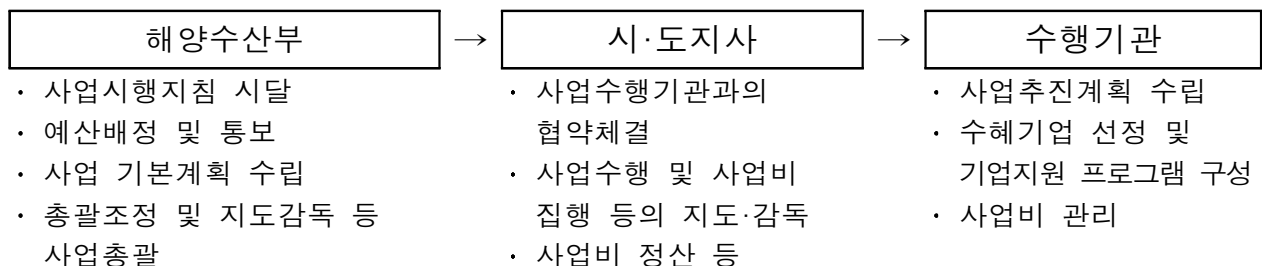 해양수산부 → 시·도지사 → 수행기관
· 사업시행지침 시달
· 예산배정 및 통보
· 사업 기본계획 수립
· 총괄조정 및 지도감독 등
사업총괄
· 사업수행기관과의
협약체결
· 사업수행 및 사업비
집행 등의 지도·감독
· 사업비 정산 등
· 사업추진계획 수립
· 수혜기업 선정 및
기업지원 프로그램 구성
· 사업비 관리